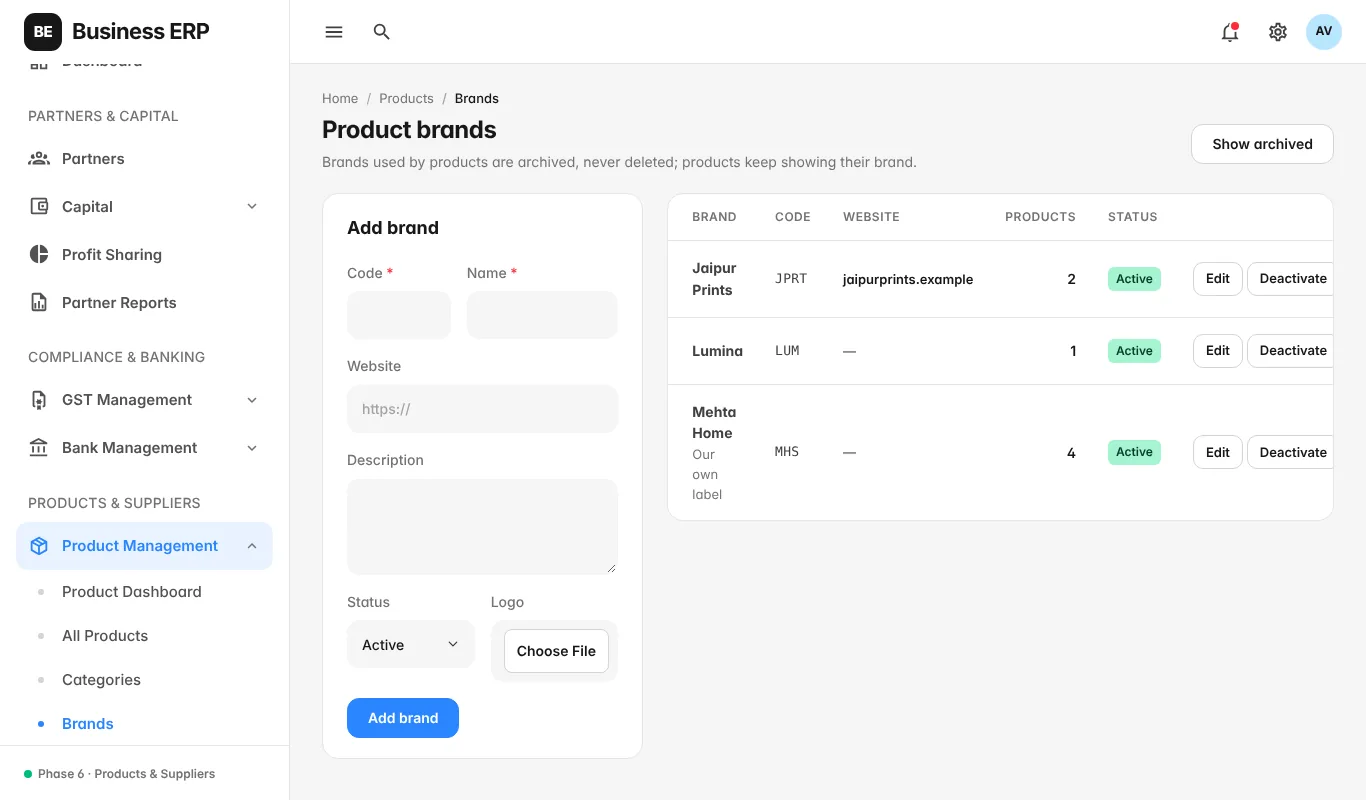 BE Business ERP
Dashboard
PARTNERS & CAPITAL
Partners
Capital
Profit Sharing
Partner Reports
COMPLIANCE & BANKING
GST Management
Bank Management
PRODUCTS & SUPPLIERS
Product Management
Product Dashboard
All Products
Categories
Brands
Phase 6 · Products & Suppliers
AV
Home / Products / Brands
Product brands
Brands used by products are archived, never deleted; products keep showing their brand.
Show archived
Add brand
Code * Name *
Website
https://
Description
Status Logo
Active Choose File
Add brand
BRAND CODE WEBSITE PRODUCTS STATUS
Jaipur
Prints
JPRT jaipurprints.example 2 Active Edit Deactivate
Lumina LUM — 1 Active Edit Deactivate
Mehta
Home
Our
own
label
MHS — 4 Active Edit Deactivate